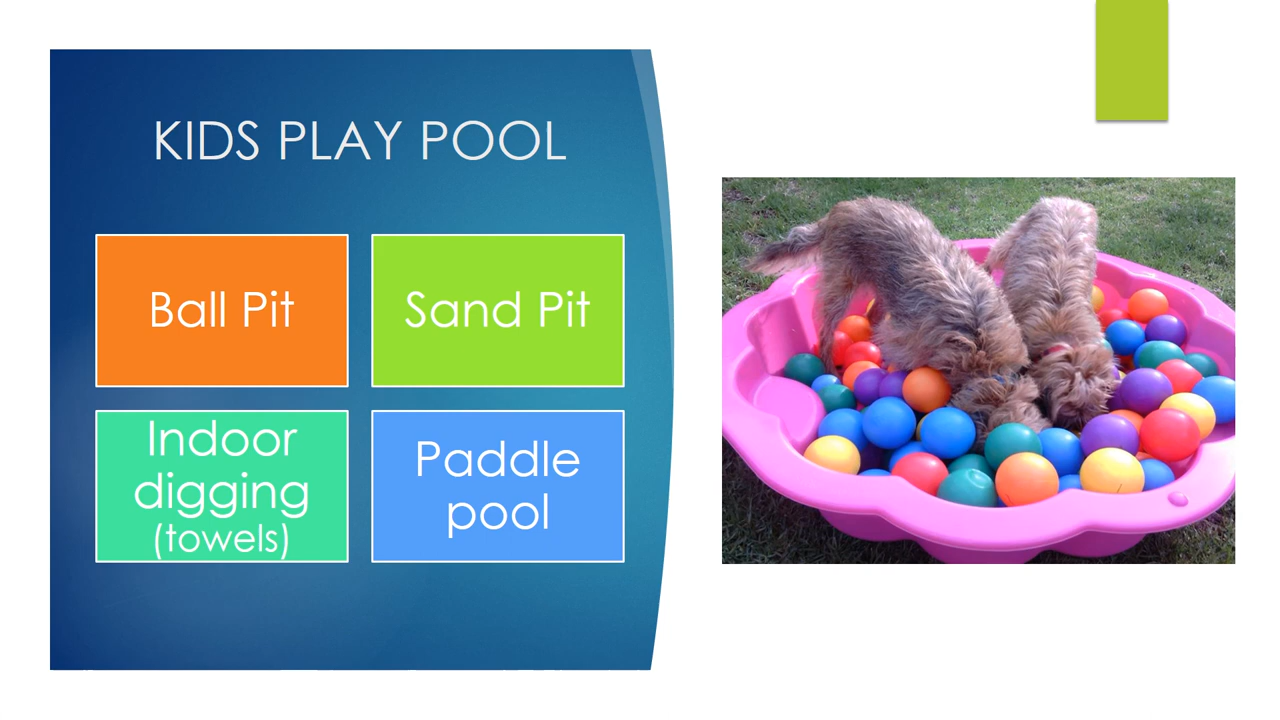 KIDS PLAY POOL
Ball Pit
Sand Pit
Indoor
digging
(towels)
Paddle
pool